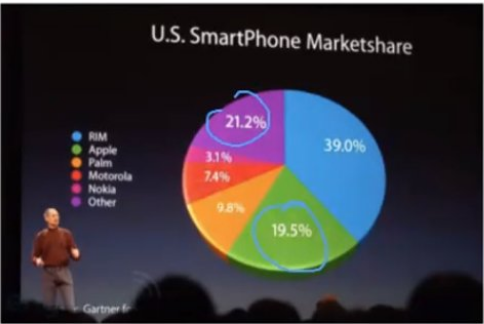 U.S. SmartPhone Marketshare
RIM
Apple
Palm
Motorola
Nokia
Other
21.2%
39.0%
3.1%
7.4%
9.8%
19.5%
Gartner